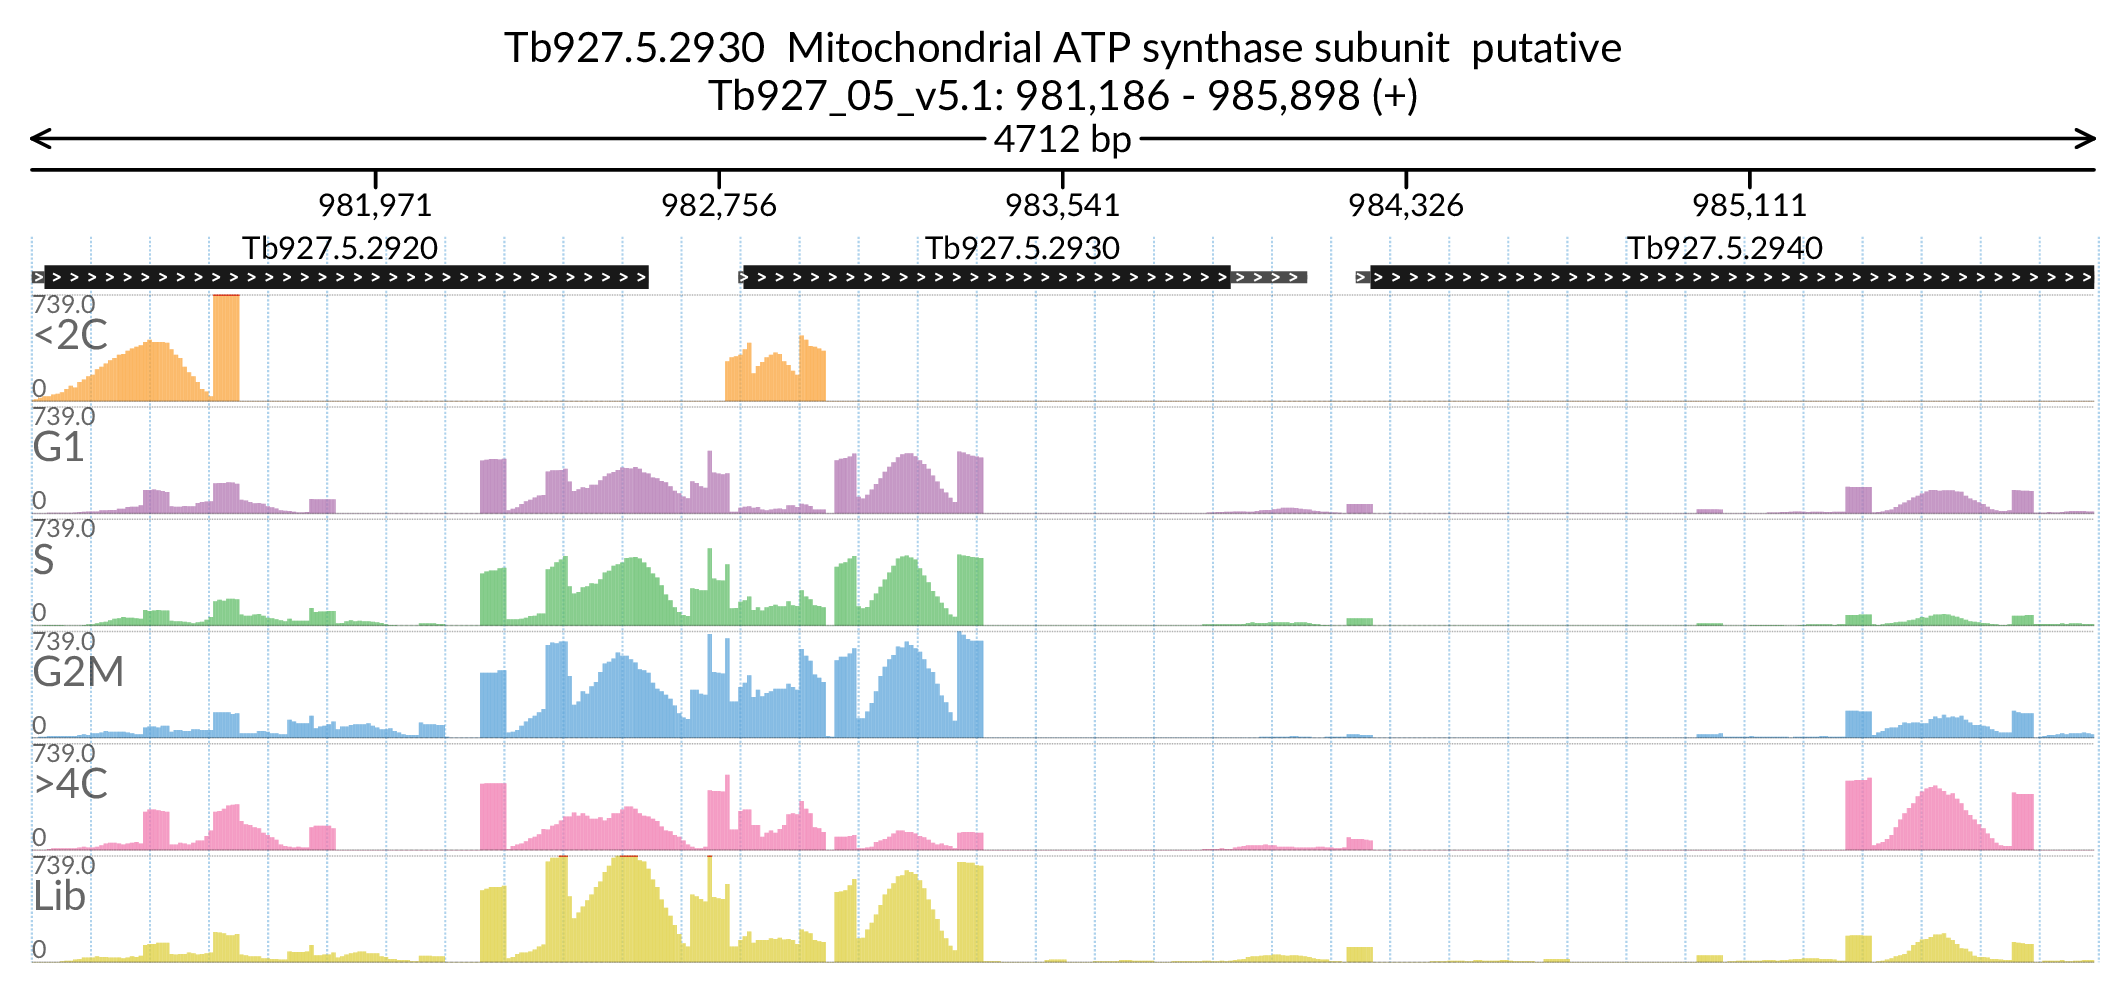 Tb927.5.2930  Mitochondrial ATP synthase subunit  putative
Tb927_05_v5.1: 981,186 - 985,898 (+)
4712 bp
981,971 982,756 983,541 984,326 985,111
Tb927.5.2920 Tb927.5.2930 Tb927.5.2940
739.0
<2C
0
739.0
G1
0
739.0
S
0
739.0
G2M
0
739.0
>4C
0
739.0
Lib
0